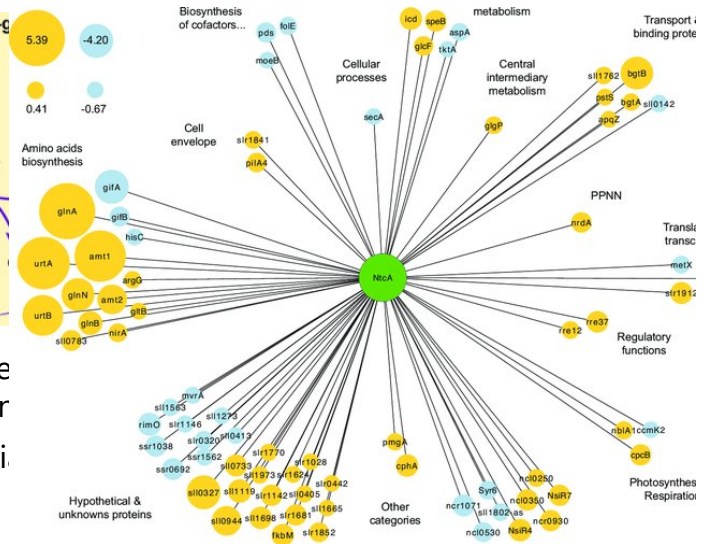 5.39
-4.20
0.41
-0.67
Biosynthesis
of cofactors...
pds
folE
moeB
Cellular
processes
secA
icd
speB
glcF
aspA
tktA
metabolism
Central
intermediary
metabolism
glgP
Transport &
binding prote
sll1762
bgtB
pstS
bgtA
sll0142
apqZ
Cell
envelope
slr1841
pilA4
Amino acids
biosynthesis
gifA
glnA
gifB
hisC
urtA
amt1
argG
glnN
amt2
urtB
gltB
glnB
nirA
sll0783
NtcA
PPNN
nrdA
Transla
transc
metX
slr1912
rre37
rre12
Regulatory
functions
nblA1
ccmK2
cpcB
Photosynthes
Respiration
mvrA
sll1563
rimO
slr1146
sll1273
ssr1038
slr0320
sll0413
ssr0692
ssr1562
slr1770
sll0733
slr1028
sll1973
slr1624
sll0327
sll1119
slr1142
sll0405
slr0442
sll0944
sll1698
slr1681
sll1665
fkbM
slr1852
Hypothetical &
unknowns proteins
pmgA
cphA
Other
categories
Syr6
ncr1071
sll1802
as
ncl0530
ncl0250
ncl0350
NsiR7
ncr0930
NsiR4